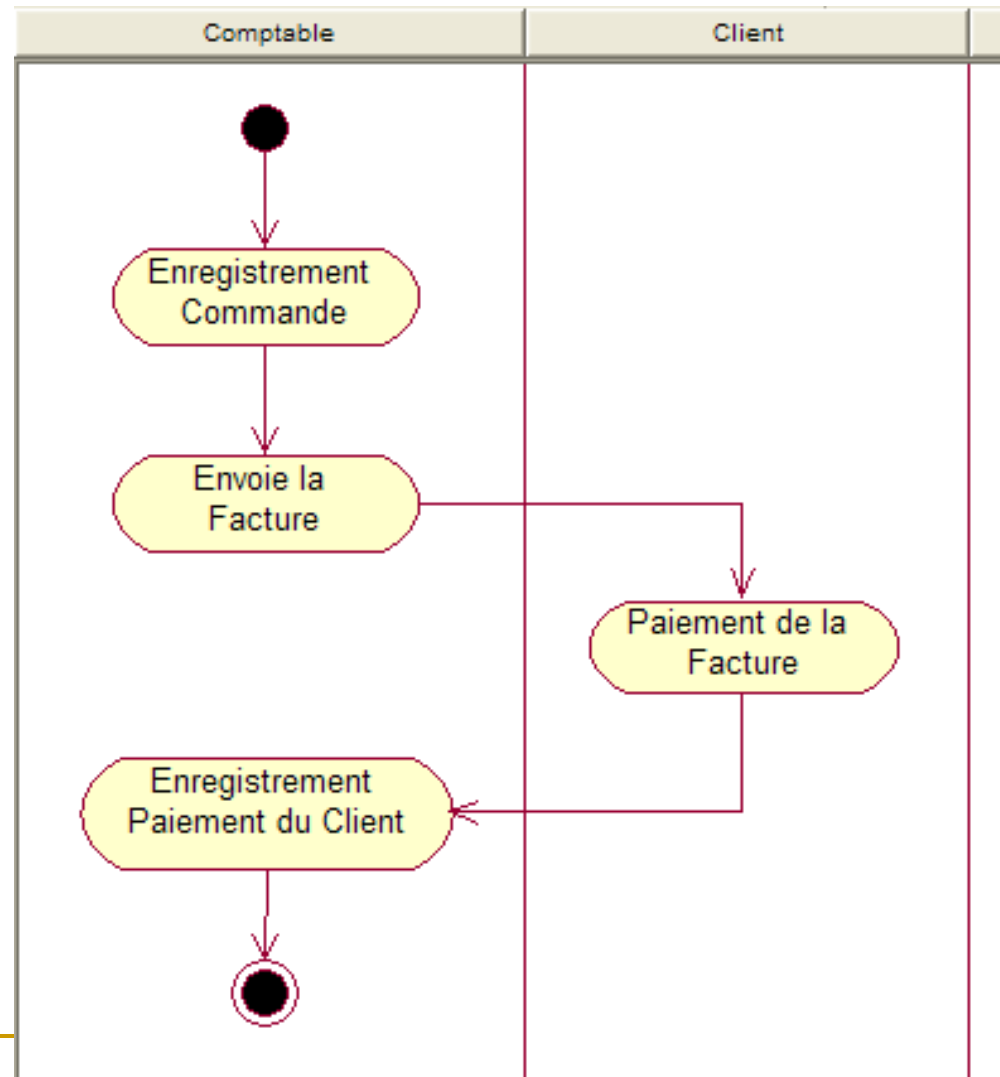 Comptable
Client
Enregistrement
Commande
Envoie la
Facture
Paiement de la
Facture
Enregistrement
Paiement du Client